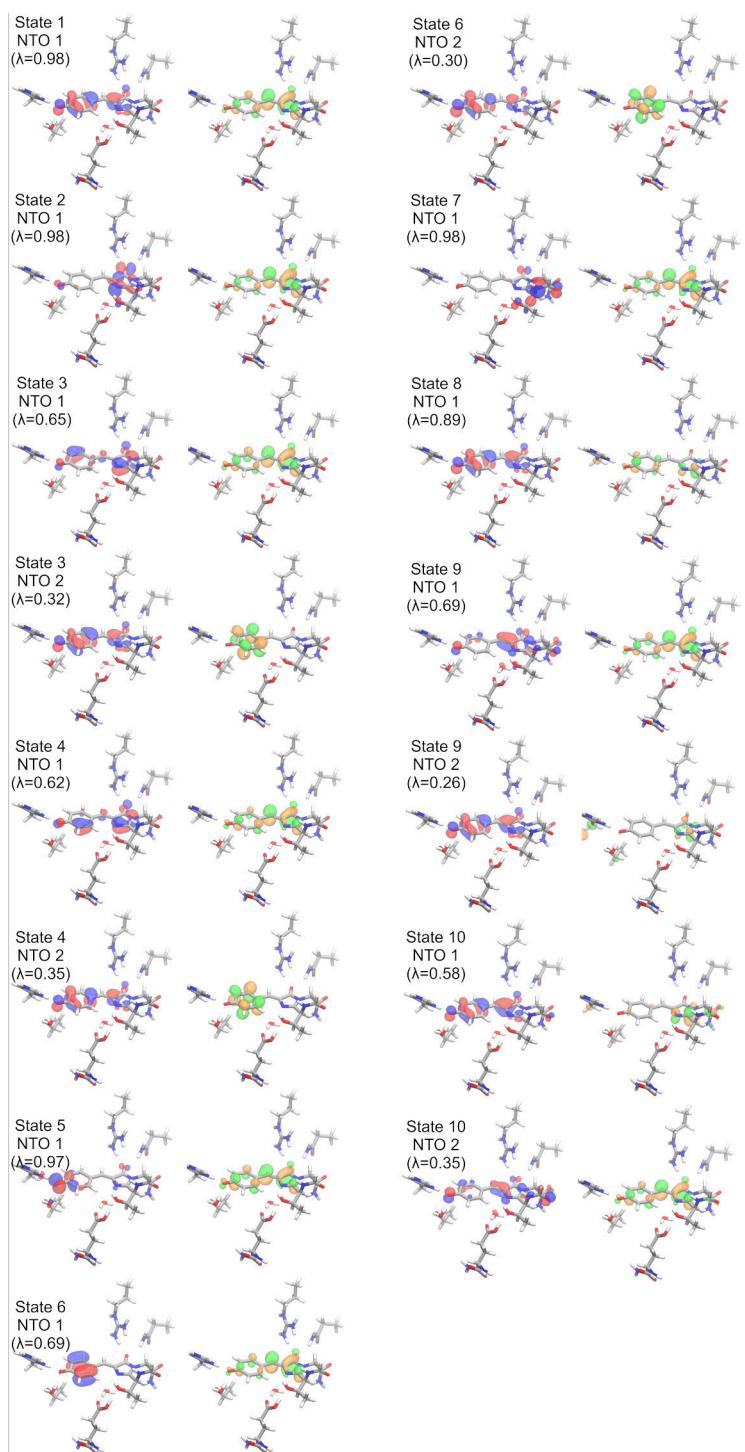 State 1
NTO 1
(λ=0.98)
State 2
NTO 1
(λ=0.98)
State 3
NTO 1
(λ=0.65)
State 3
NTO 2
(λ=0.32)
State 4
NTO 1
(λ=0.62)
State 4
NTO 2
(λ=0.35)
State 5
NTO 1
(λ=0.97)
State 6
NTO 1
(λ=0.69)
State 6
NTO 2
(λ=0.30)
State 7
NTO 1
(λ=0.98)
State 8
NTO 1
(λ=0.89)
State 9
NTO 1
(λ=0.69)
State 9
NTO 2
(λ=0.26)
State 10
NTO 1
(λ=0.58)
State 10
NTO 2
(λ=0.35)